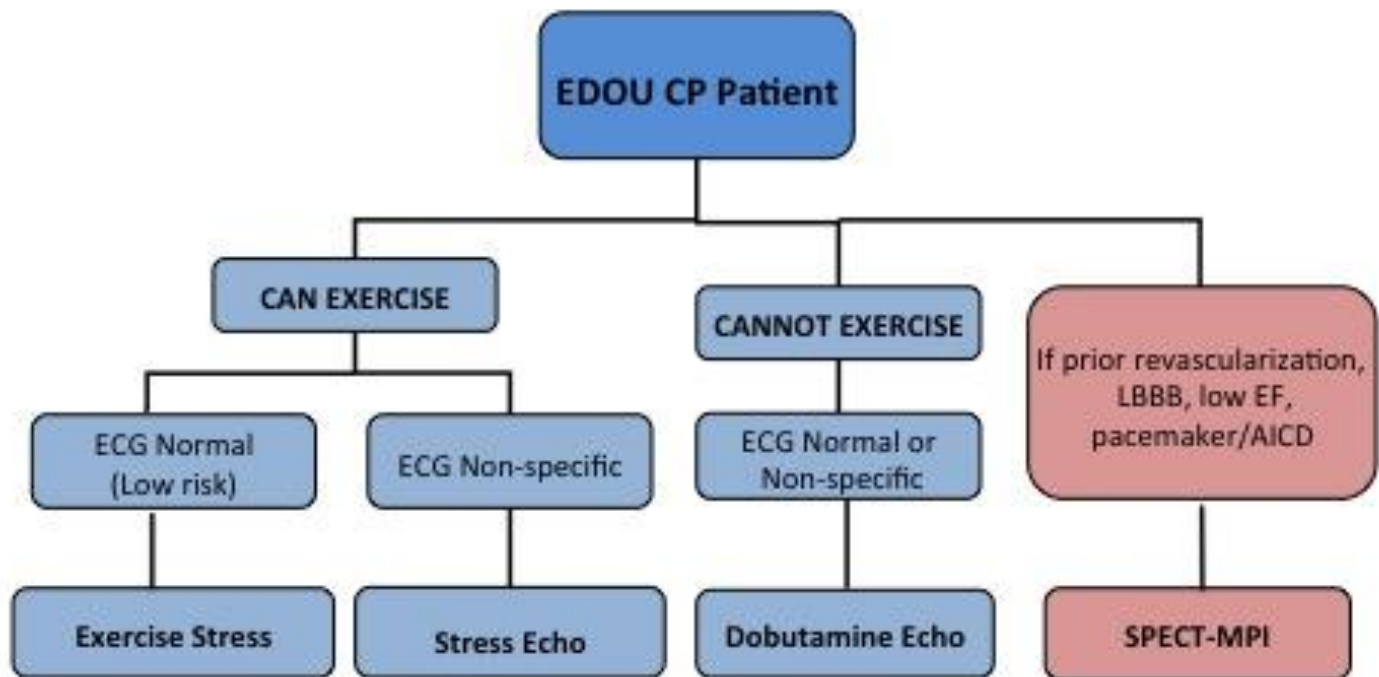 EDOU CP Patient
CAN EXERCISE
CANNOT EXERCISE
If prior revascularization,
LBBB, low EF,
pacemaker/AICD
ECG Normal
(Low risk)
ECG Non-specific
ECG Normal or
Non-specific
Exercise Stress
Stress Echo
Dobutamine Echo
SPECT-MPI